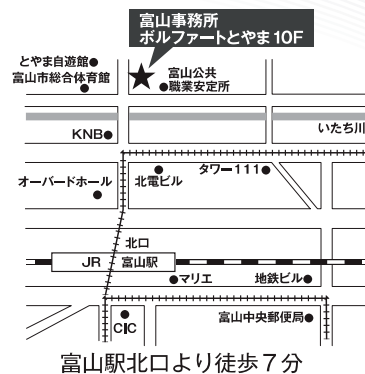 富山事務所
ボルファートとやま10F
とやま自遊館
富山市総合体育館
富山公共
職業安定所
KNB
いたち川
オーバードホール
北電ビル
タワー111
北口
JR 富山駅
マリエ
地鉄ビル
CiC
富山中央郵便局
富山駅北口より徒歩7分